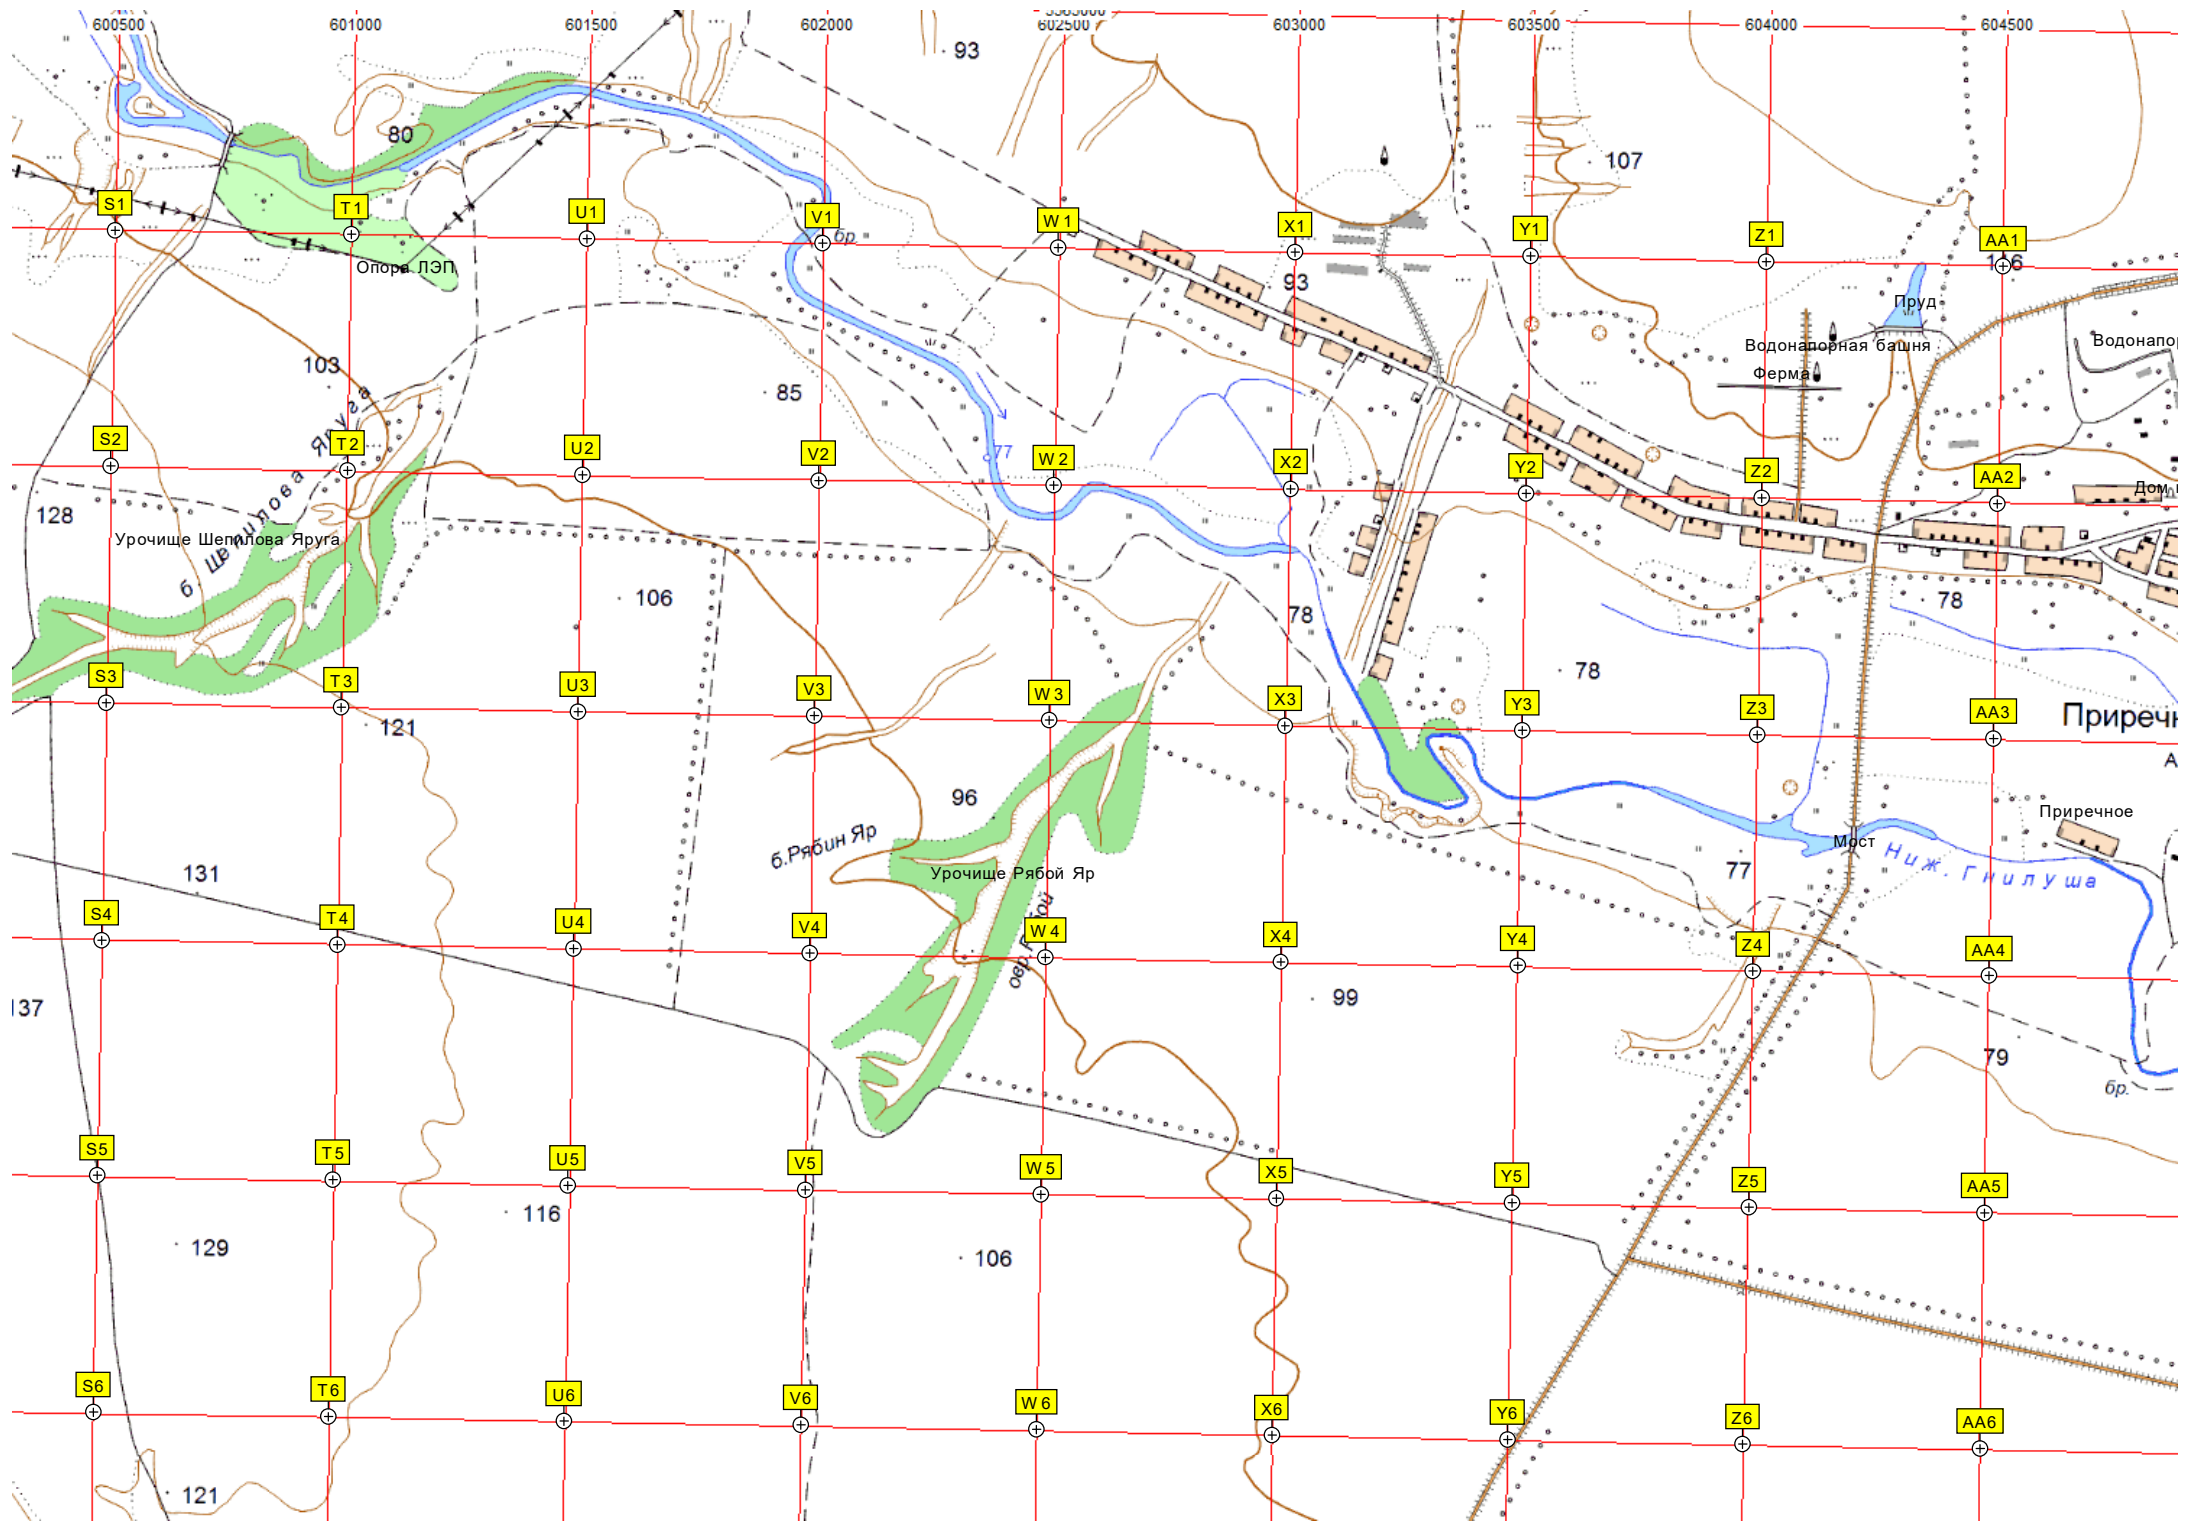 600500 601000 601500 602000 602500 603000 603500 604000 604500
93
80
107
S1 T1 U1 V1 W1 X1 Y1 Z1 AA1
бр
Опора ЛЭП
93
Пруд
Водонапорная башня
Водонапо
Ферма
103
85
77
S2 T2 U2 V2 W2 X2 Y2 Z2 AA2
Дом
128
Урочище Шепилова Яруга
б. Шепилова Яруга
106
78
78
78
S3 T3 U3 V3 W3 X3 Y3 Z3 AA3
Приреч
121
А
96
Приречное
б.Рябин Яр
Мост
Ниж. Гнилуша
131
Урочище Рябой Яр
77
овр. Рябой
S4 T4 U4 V4 W4 X4 Y4 Z4 AA4
137
99
79
бр.
S5 T5 U5 V5 W5 X5 Y5 Z5 AA5
116
129
106
S6 T6 U6 V6 W6 X6 Y6 Z6 AA6
121